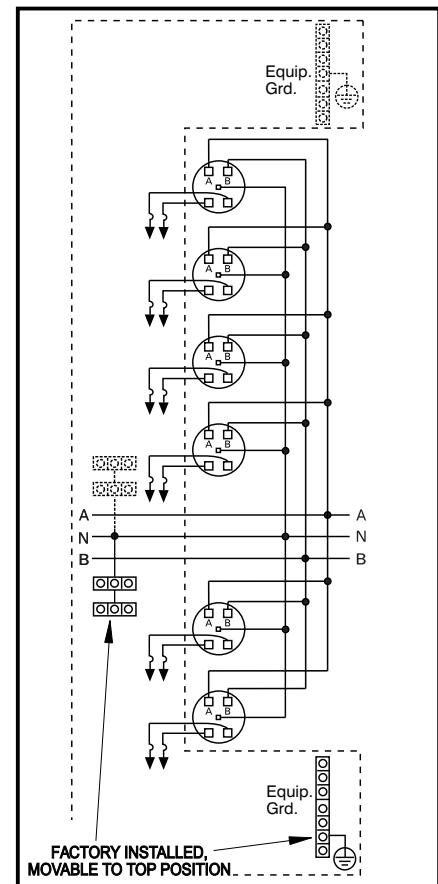 Equip.
Grd.
A B
A B
A B
A B
A A
N N
B B
A B
A B
Equip.
Grd.
FACTORY INSTALLED,
MOVABLE TO TOP POSITION